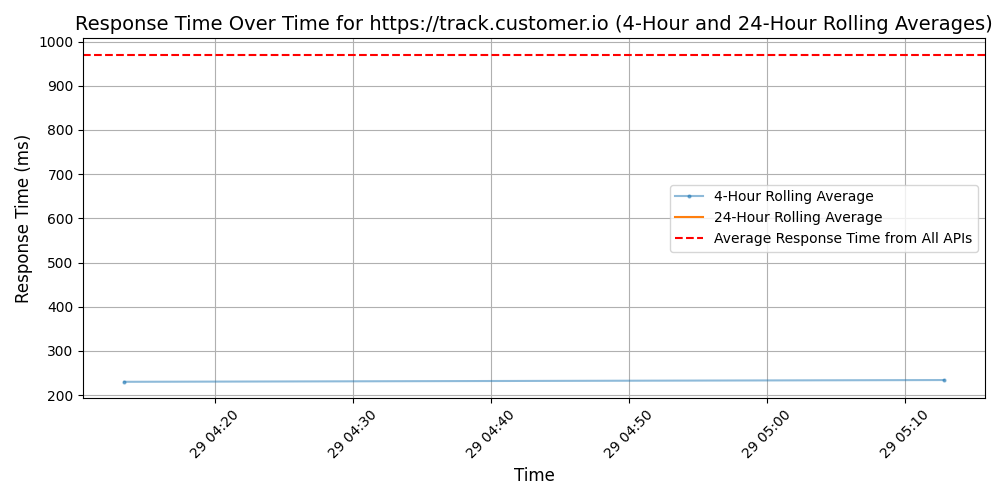 Response Time Over Time for https://track.customer.io (4-Hour and 24-Hour Rolling Averages)
Response Time (ms)
1000
900
800
700
600
500
400
300
200
4-Hour Rolling Average
24-Hour Rolling Average
Average Response Time from All APIs
29 04:20
29 04:30
29 04:40
29 04:50
29 05:00
29 05:10
Time